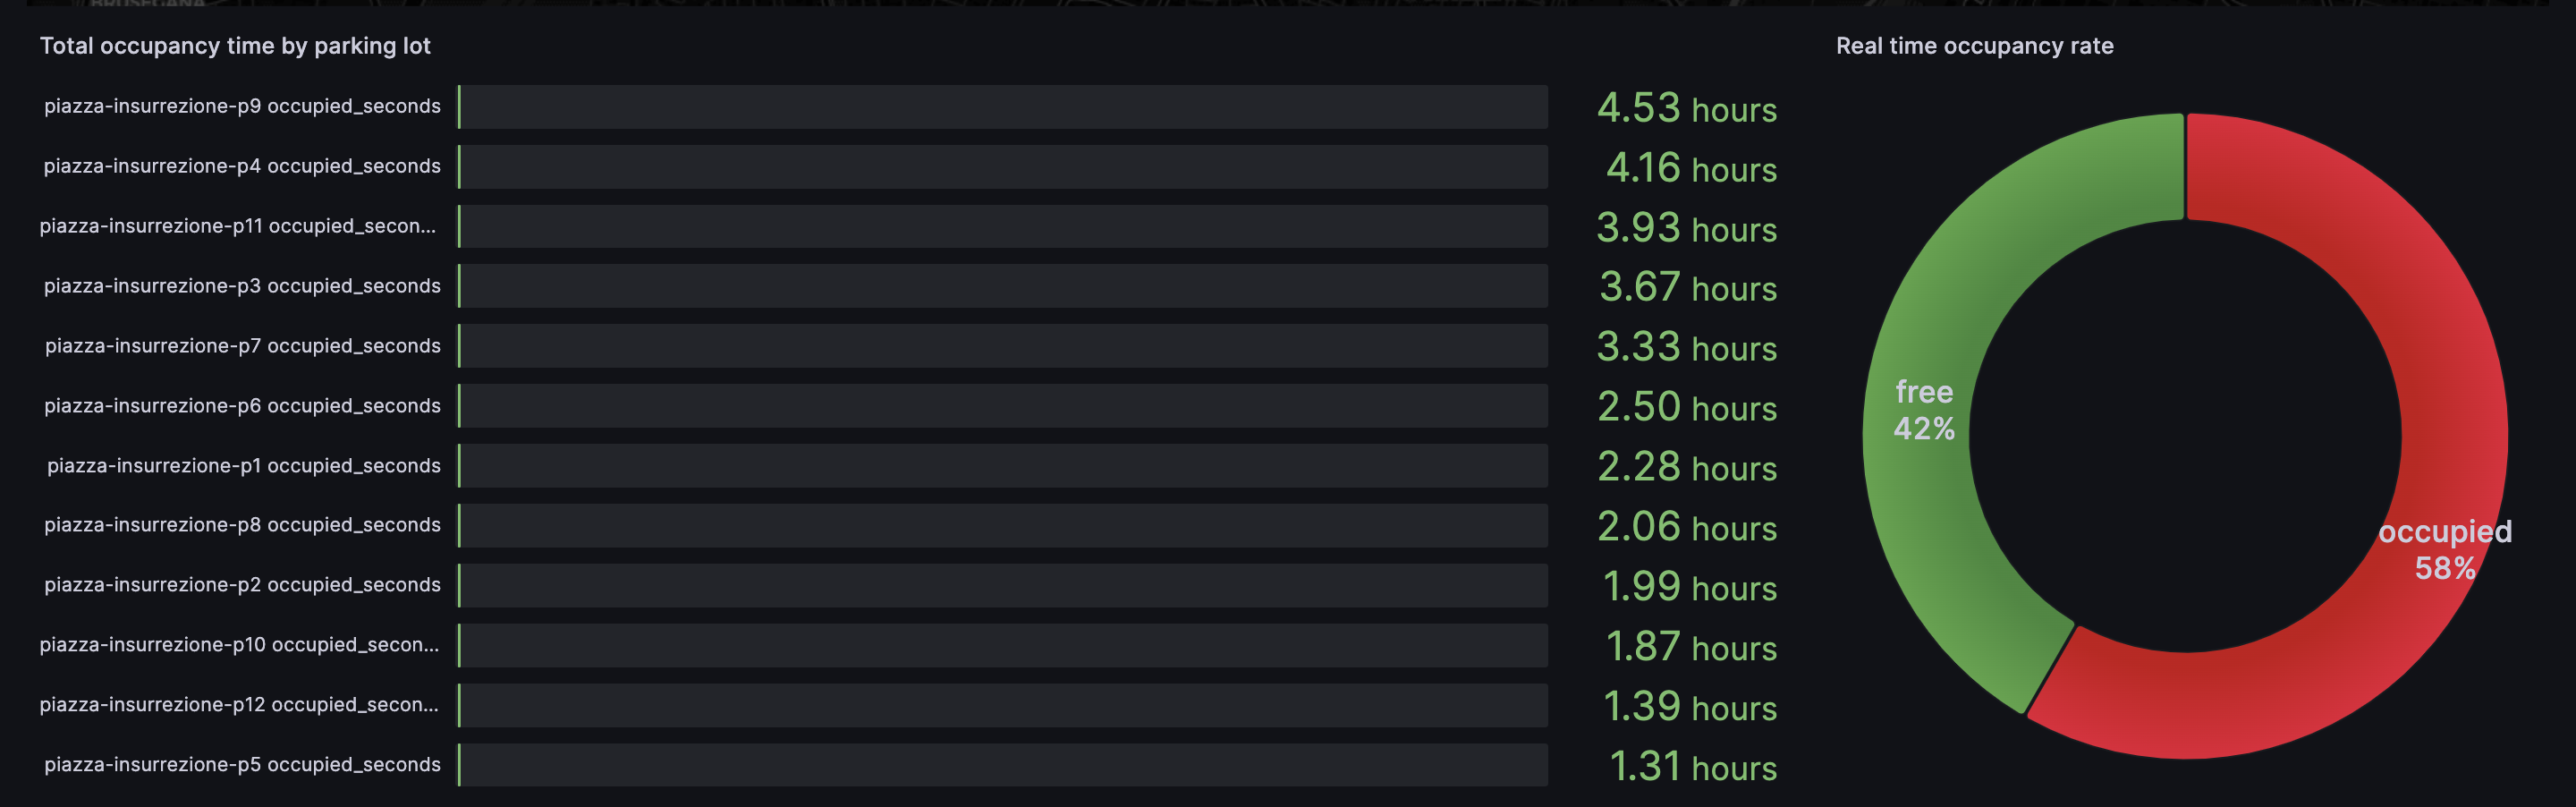 BRUSEGANA
Total occupancy time by parking lot
piazza-insurrezione-p9 occupied_seconds 4.53 hours
piazza-insurrezione-p4 occupied_seconds 4.16 hours
piazza-insurrezione-p11 occupied_secon... 3.93 hours
piazza-insurrezione-p3 occupied_seconds 3.67 hours
piazza-insurrezione-p7 occupied_seconds 3.33 hours
piazza-insurrezione-p6 occupied_seconds 2.50 hours
piazza-insurrezione-p1 occupied_seconds 2.28 hours
piazza-insurrezione-p8 occupied_seconds 2.06 hours
piazza-insurrezione-p2 occupied_seconds 1.99 hours
piazza-insurrezione-p10 occupied_secon... 1.87 hours
piazza-insurrezione-p12 occupied_secon... 1.39 hours
piazza-insurrezione-p5 occupied_seconds 1.31 hours
Real time occupancy rate
free
42%
occupied
58%